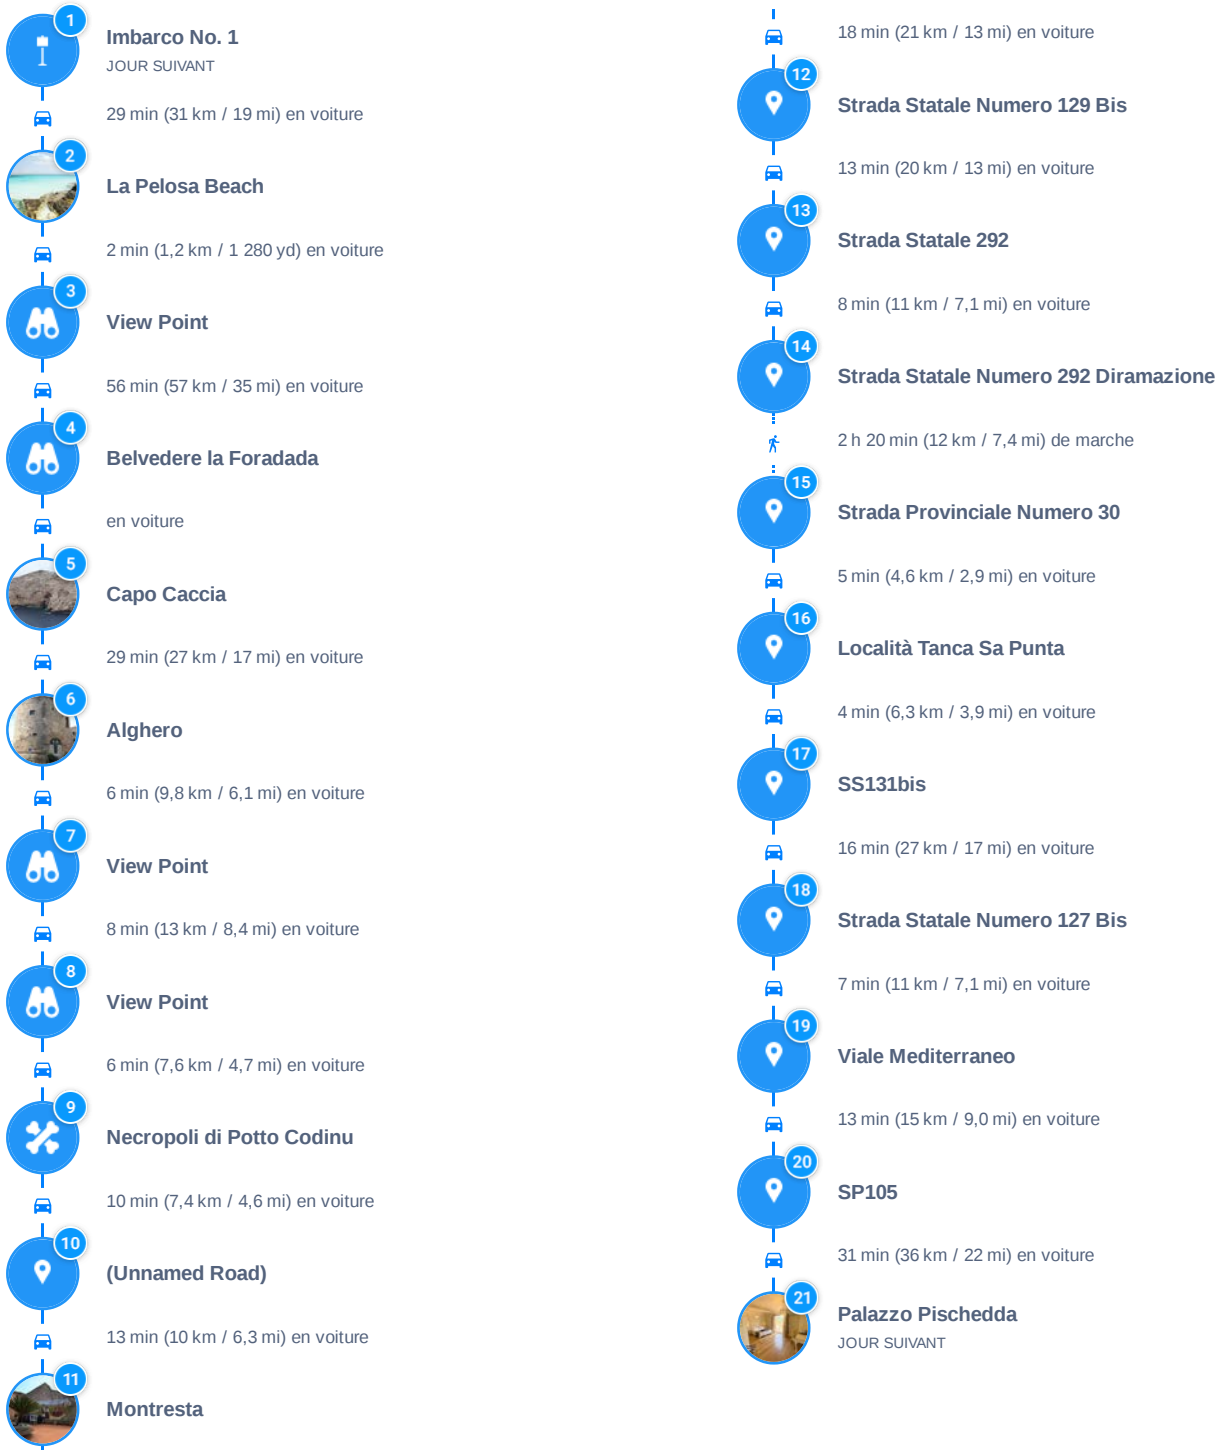 1
Imbarco No. 1
JOUR SUIVANT
29 min (31 km / 19 mi) en voiture
2
La Pelosa Beach
2 min (1,2 km / 1 280 yd) en voiture
3
View Point
56 min (57 km / 35 mi) en voiture
4
Belvedere la Foradada
en voiture
5
Capo Caccia
29 min (27 km / 17 mi) en voiture
6
Alghero
6 min (9,8 km / 6,1 mi) en voiture
7
View Point
8 min (13 km / 8,4 mi) en voiture
8
View Point
6 min (7,6 km / 4,7 mi) en voiture
9
Necropoli di Potto Codinu
10 min (7,4 km / 4,6 mi) en voiture
10
(Unnamed Road)
13 min (10 km / 6,3 mi) en voiture
11
Montresta
18 min (21 km / 13 mi) en voiture
12
Strada Statale Numero 129 Bis
13 min (20 km / 13 mi) en voiture
13
Strada Statale 292
8 min (11 km / 7,1 mi) en voiture
14
Strada Statale Numero 292 Diramazione
2 h 20 min (12 km / 7,4 mi) de marche
15
Strada Provinciale Numero 30
5 min (4,6 km / 2,9 mi) en voiture
16
Località Tanca Sa Punta
4 min (6,3 km / 3,9 mi) en voiture
17
SS131bis
16 min (27 km / 17 mi) en voiture
18
Strada Statale Numero 127 Bis
7 min (11 km / 7,1 mi) en voiture
19
Viale Mediterraneo
13 min (15 km / 9,0 mi) en voiture
20
SP105
31 min (36 km / 22 mi) en voiture
21
Palazzo Pischedda
JOUR SUIVANT